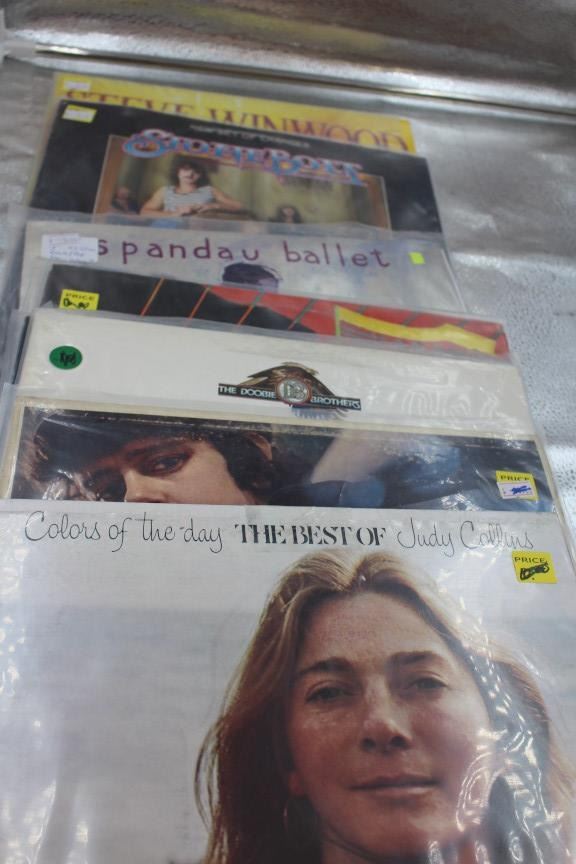 STEVE WINWOOD
spandau ballet
PRICE
THE DOOBIE BROTHERS
PRICE
Colors of the day THE BEST OF Judy Collins
PRICE